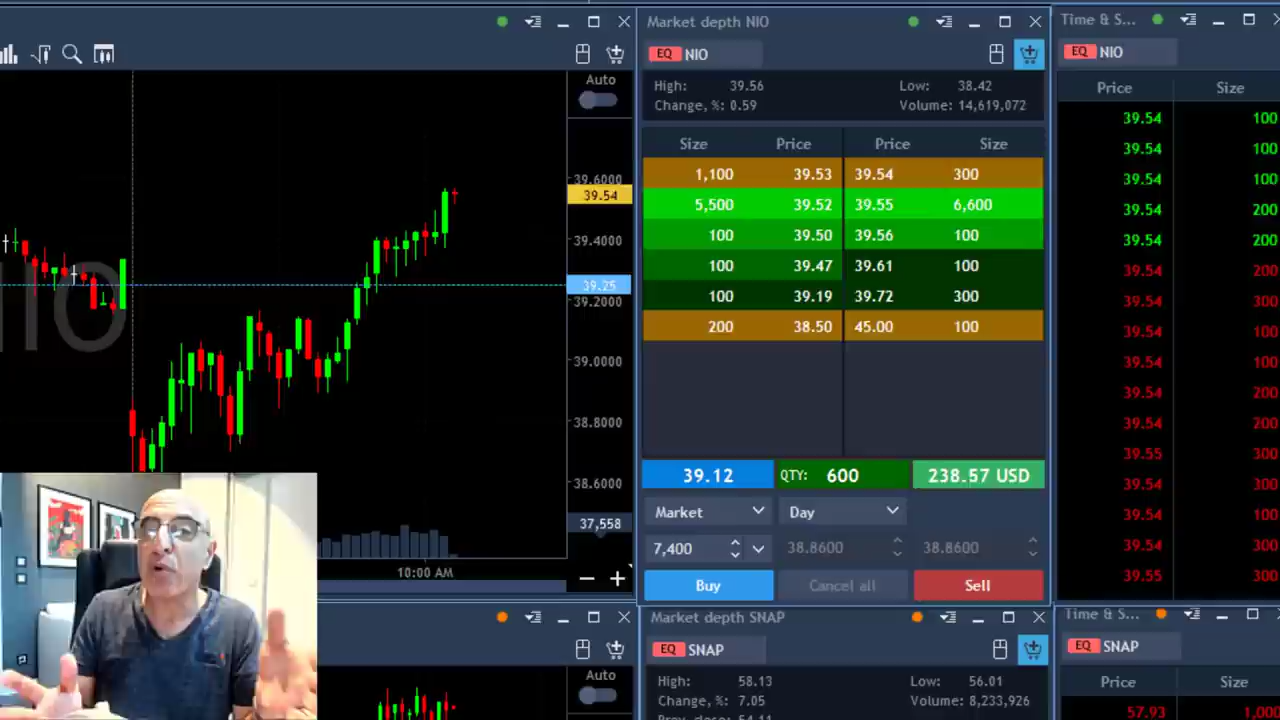 Auto
39.6000
39.54
39.4000
39.25
39.2000
39.0000
38.8000
38.6000
37,558
10:00 AM
Auto
Market depth NIO
EQ NIO
High: 39.56 Low: 38.42
Change, %: 0.59 Volume: 14,619,072
Size Price Price Size
1,100 39.53 39.54 300
5,500 39.52 39.55 6,600
100 39.50 39.56 100
100 39.47 39.61 100
100 39.19 39.72 300
200 38.50 45.00 100
39.12 QTY: 600 238.57 USD
Market Day
7,400 38.8600 38.8600
Buy Cancel all Sell
Market depth SNAP
EQ SNAP
High: 58.13 Low: 56.01
Change, %: 7.05 Volume: 8,233,926
Time & S...
EQ NIO
Price Size
39.54 100
39.54 100
39.54 100
39.54 200
39.54 200
39.54 200
39.54 300
39.54 100
39.54 100
39.54 200
39.54 200
39.55 300
39.54 300
39.54 100
39.54 300
39.55 300
Time & S...
EQ SNAP
Price Size
57.93 1,000